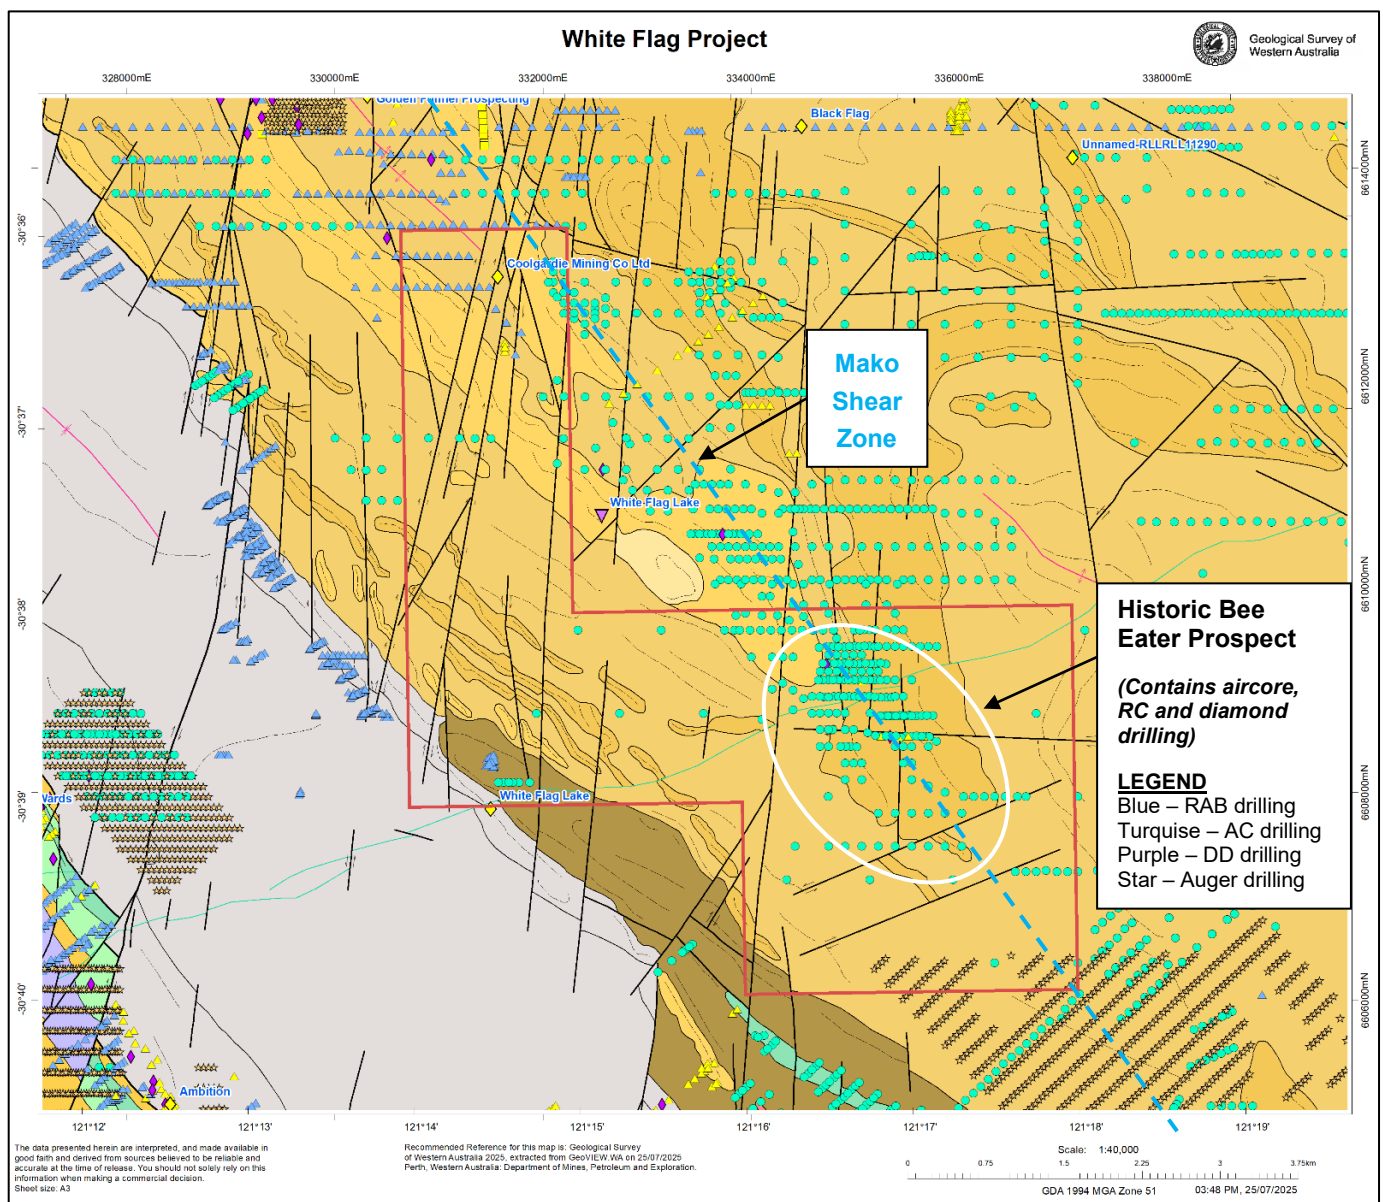 White Flag Project
Geological Survey of
Western Australia
328000mE
330000mE
332000mE
334000mE
336000mE
338000mE
Golden Funnel Prospecting
Black Flag
Unnamed-RLLRLL11290
6614000mN
-30°36'
Coolgardie Mining Co Ltd
Mako
Shear
Zone
6612000mN
-30°37'
White Flag Lake
6610000mN
-30°38'
Historic Bee
Eater Prospect
(Contains aircore,
RC and diamond
drilling)
LEGEND
Blue – RAB drilling
Turquise – AC drilling
Purple – DD drilling
Star – Auger drilling
6608000mN
-30°39'
Wards
White Flag Lake
6606000mN
-30°40'
Ambition
121°12'
121°13'
121°14'
121°15'
121°16'
121°17'
121°18'
121°19'
The data presented herein are interpreted, and made available in
good faith and derived from sources believed to be reliable and
accurate at the time of release. You should not solely rely on this
information when making a commercial decision.
Sheet size: A3
Recommended Reference for this map is: Geological Survey
of Western Australia 2025, extracted from GeoVIEW.WA on 25/07/2025
Perth, Western Australia: Department of Mines, Petroleum and Exploration.
Scale: 1:40,000
0 0.75 1.5 2.25 3 3.75km
GDA 1994 MGA Zone 51 03:48 PM, 25/07/2025